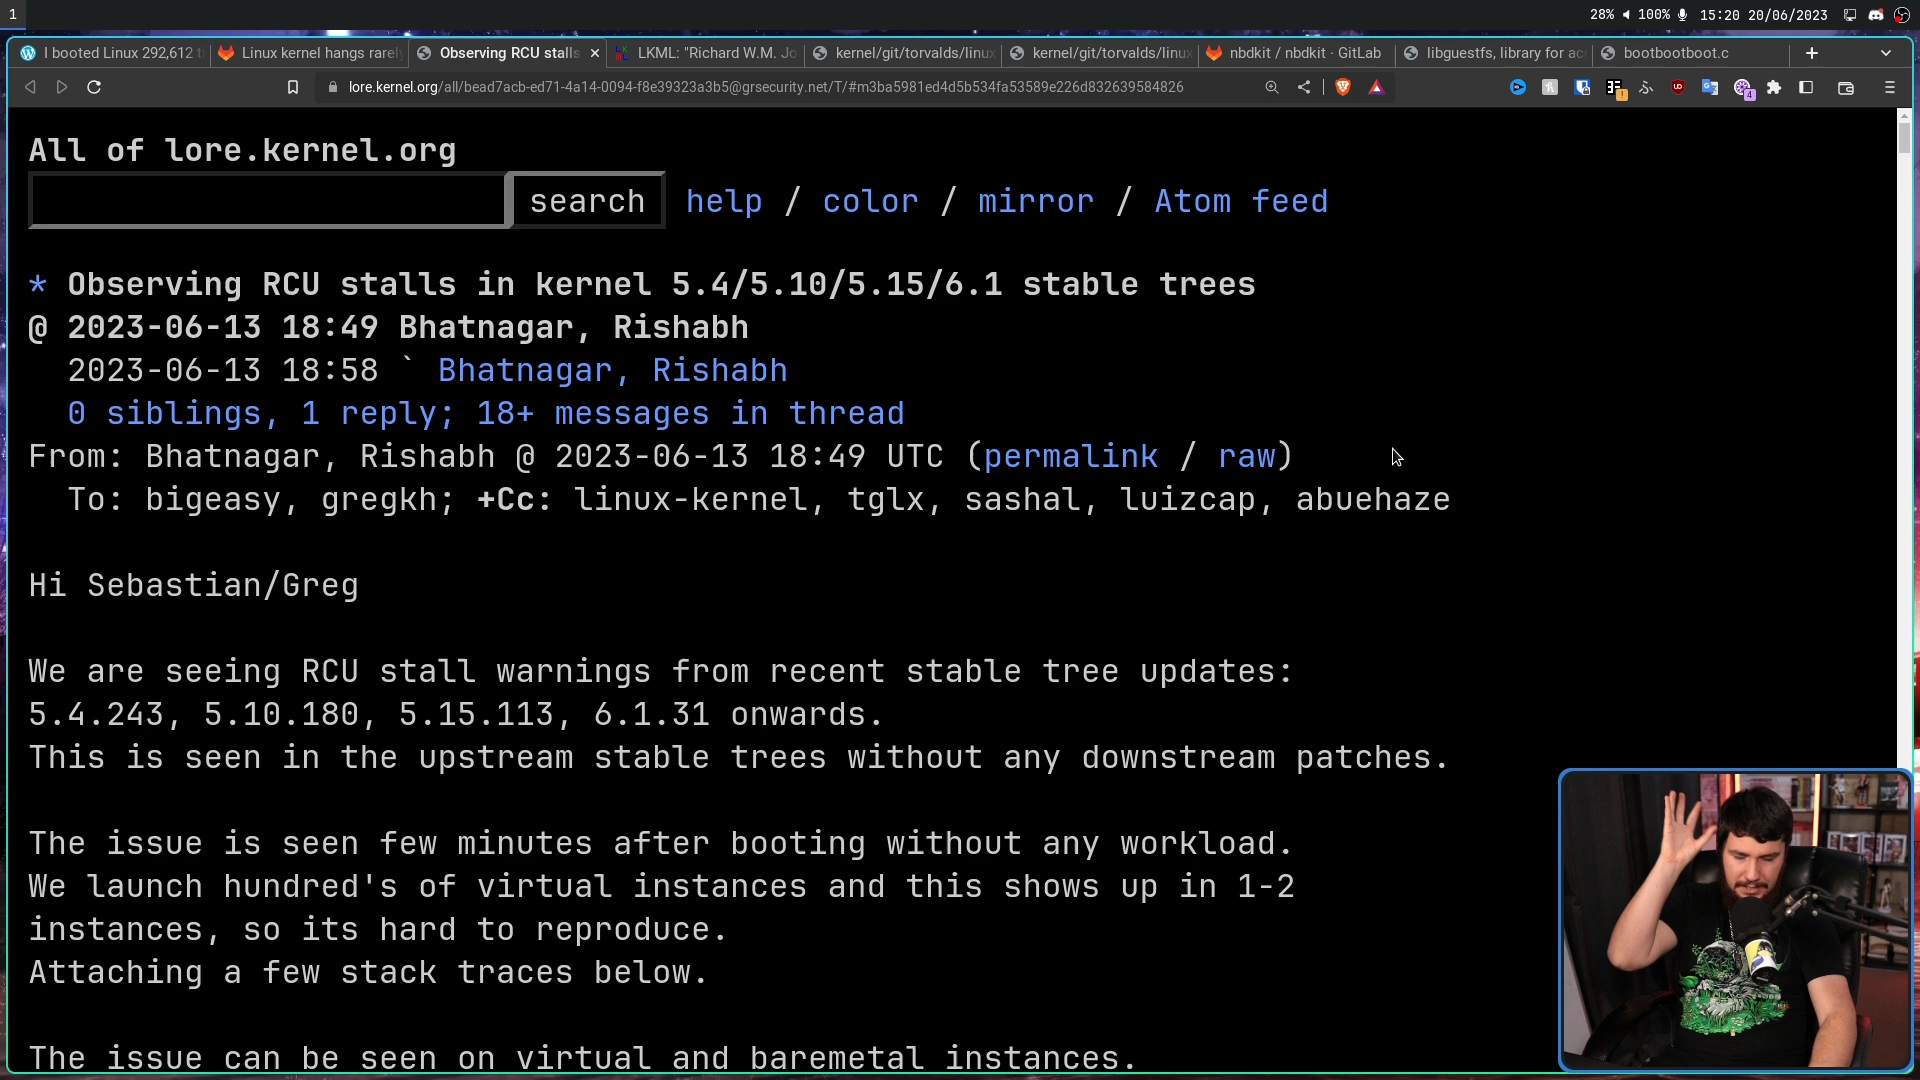 1
28% 100% 15:20 20/06/2023
I booted Linux 292,612 t
Linux kernel hangs rarely
Observing RCU stalls
LKML: "Richard W.M. Jo
kernel/git/torvalds/linux
kernel/git/torvalds/linux
nbdkit / nbdkit · GitLab
libguestfs, library for ac
bootbootboot.c
lore.kernel.org/all/bead7acb-ed71-4a14-0094-f8e39323a3b5@grsecurity.net/T/#m3ba5981ed4d5b534fa53589e226d832639584826
All of lore.kernel.org
search help / color / mirror / Atom feed
* Observing RCU stalls in kernel 5.4/5.10/5.15/6.1 stable trees
@ 2023-06-13 18:49 Bhatnagar, Rishabh
2023-06-13 18:58 ` Bhatnagar, Rishabh
0 siblings, 1 reply; 18+ messages in thread
From: Bhatnagar, Rishabh @ 2023-06-13 18:49 UTC (permalink / raw)
To: bigeasy, gregkh; +Cc: linux-kernel, tglx, sashal, luizcap, abuehaze
Hi Sebastian/Greg
We are seeing RCU stall warnings from recent stable tree updates:
5.4.243, 5.10.180, 5.15.113, 6.1.31 onwards.
This is seen in the upstream stable trees without any downstream patches.
The issue is seen few minutes after booting without any workload.
We launch hundred's of virtual instances and this shows up in 1-2
instances, so its hard to reproduce.
Attaching a few stack traces below.
The issue can be seen on virtual and baremetal instances.